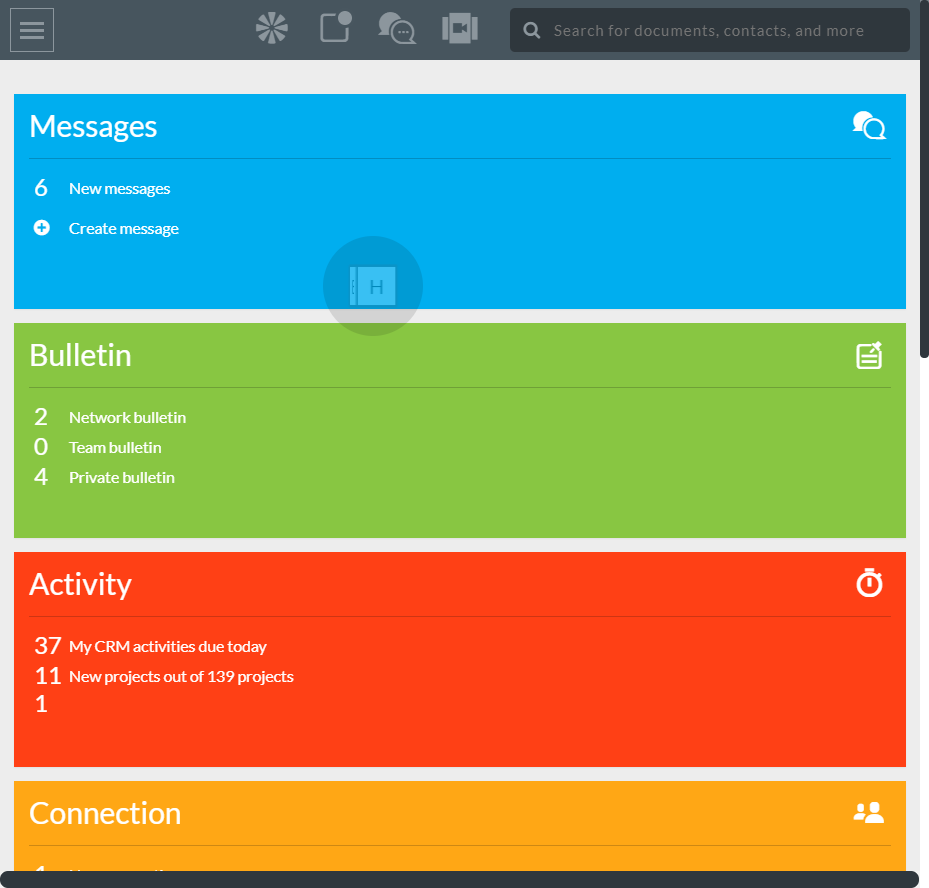 Search for documents, contacts, and more
Messages
6 New messages
Create message
H
Bulletin
2 Network bulletin
0 Team bulletin
4 Private bulletin
Activity
37 My CRM activities due today
11 New projects out of 139 projects
1
Connection